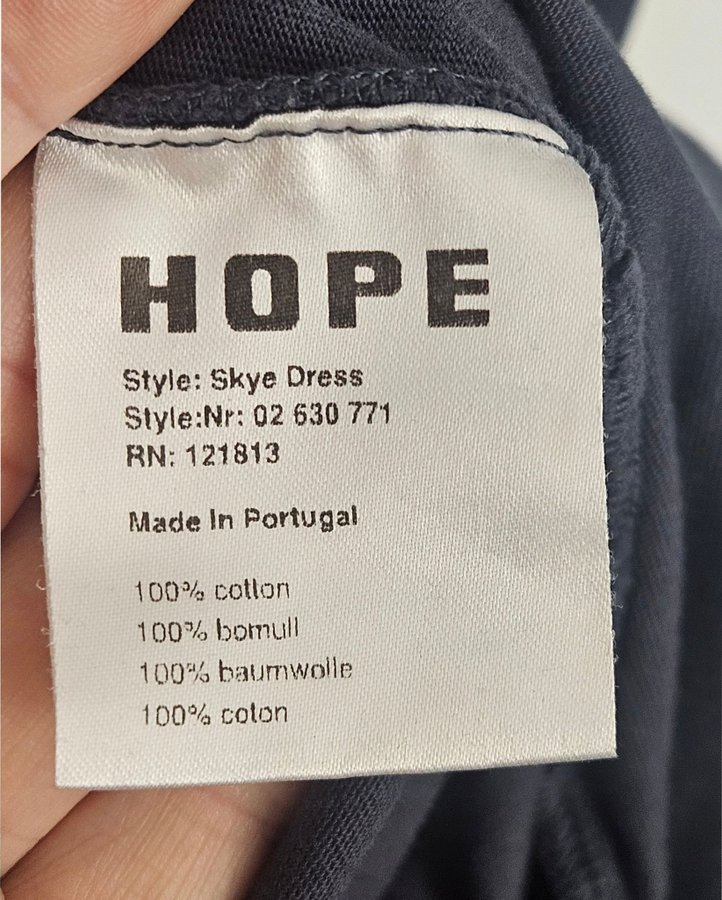 HOPE
Style: Skye Dress
Style:Nr: 02 630 771
RN: 121813
Made In Portugal
100% cotton
100% bomull
100% baumwolle
100% coton